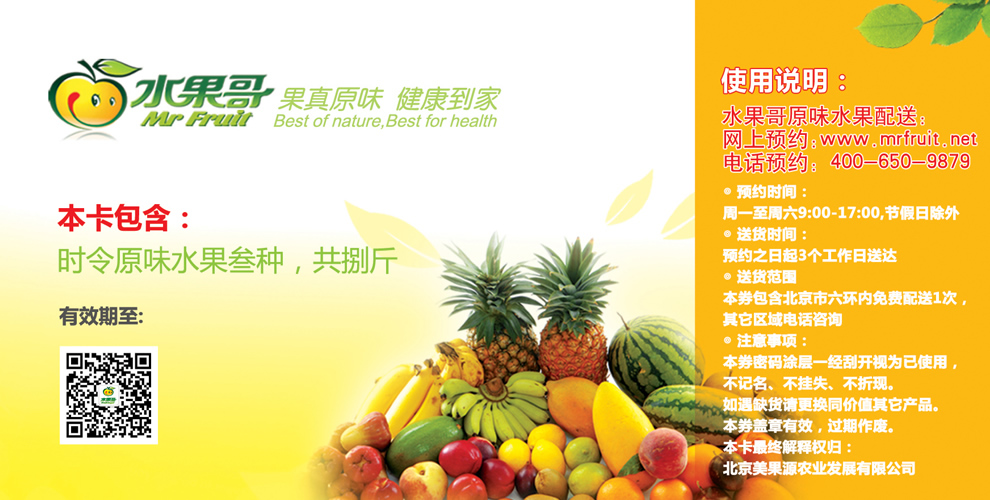 水果哥
Mr Fruit
果真原味 健康到家
Best of nature,Best for health
本卡包含：
时令原味水果叁种，共捌斤
有效期至:
水果哥
使用说明：
水果哥原味水果配送：
网上预约:www.mrfruit.net
电话预约：400-650-9879
预约时间：
周一至周六9:00-17:00,节假日除外
送货时间：
预约之日起3个工作日送达
送货范围
本券包含北京市六环内免费配送1次，
其它区域电话咨询
注意事项：
本券密码涂层一经刮开视为已使用，
不记名、不挂失、不折现。
如遇缺货请更换同价值其它产品。
本券盖章有效，过期作废。
本卡最终解释权归：
北京美果源农业发展有限公司